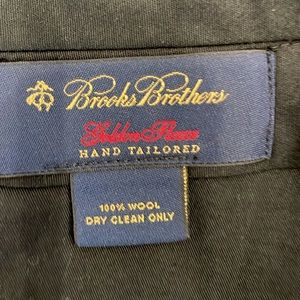 Brooks Brothers
Golden Fleece
HAND TAILORED
100% WOOL
DRY CLEAN ONLY